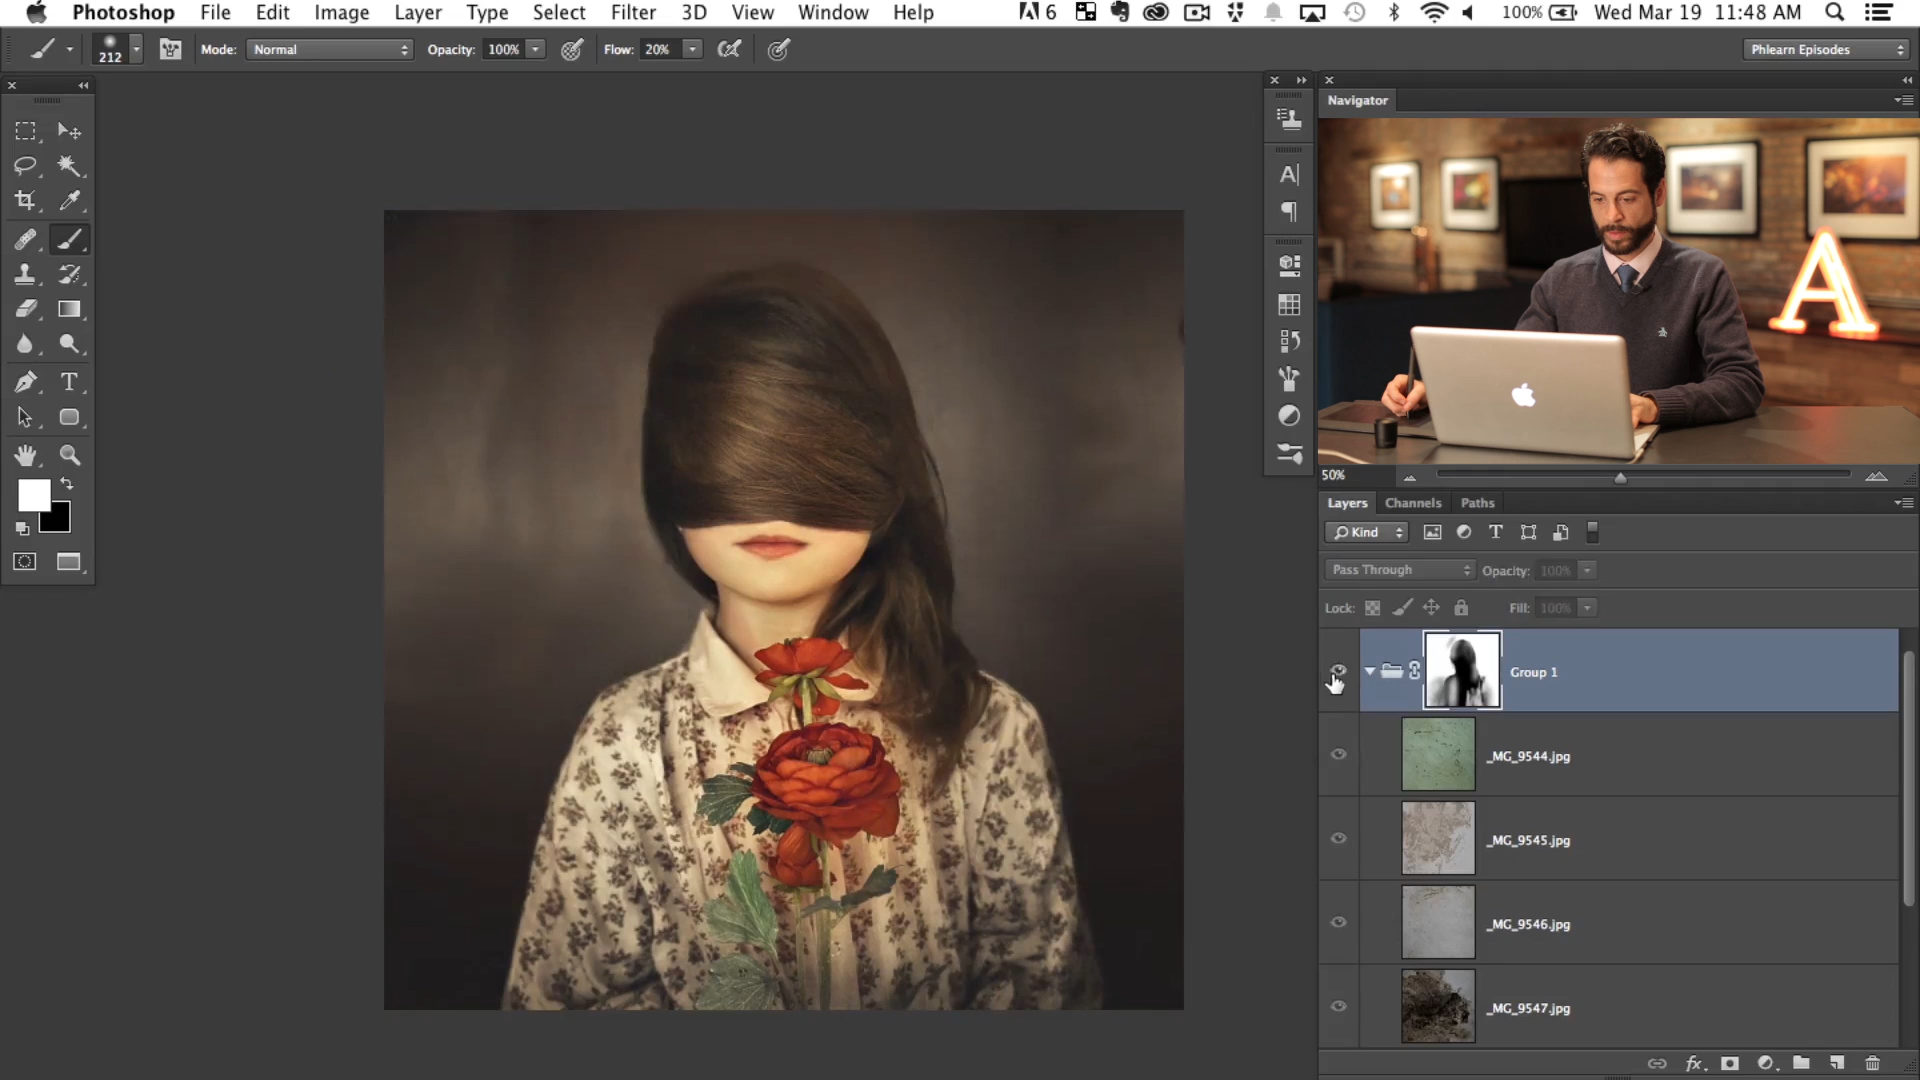 Photoshop File Edit Image Layer Type Select Filter 3D View Window Help 6 100% Wed Mar 19 11:48 AM
212 Mode: Normal Opacity: 100% Flow: 20% Phlearn Episodes
Navigator
A
50%
Layers Channels Paths
Kind
Pass Through Opacity: 100%
Lock: Fill: 100%
Group 1
_MG_9544.jpg
_MG_9545.jpg
_MG_9546.jpg
_MG_9547.jpg